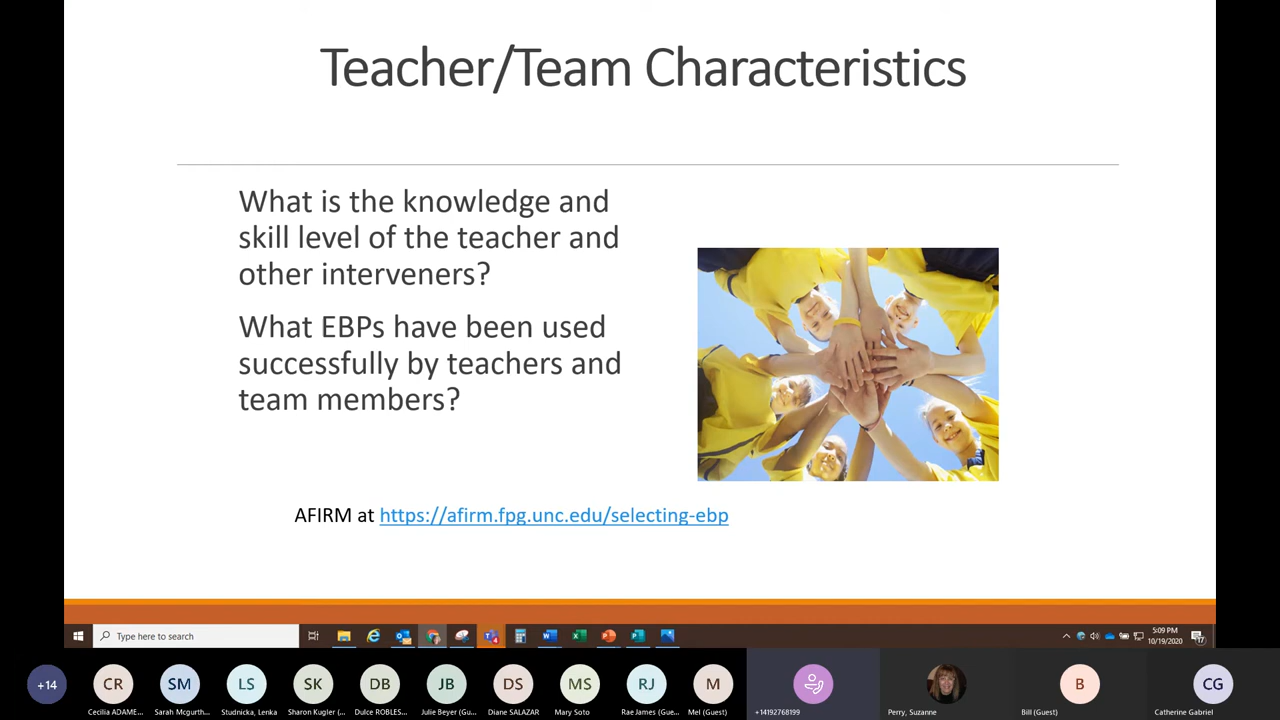 Teacher/Team Characteristics
What is the knowledge and
skill level of the teacher and
other interveners?
What EBPs have been used
successfully by teachers and
team members?
AFIRM at https://afirm.fpg.unc.edu/selecting-ebp
Type here to search
5:09 PM
10/19/2020
17
+14
CR
SM
LS
SK
DB
JB
DS
MS
RJ
M
B
CG
Cecilia ADAME...
Sarah Mcgurth...
Studnicka, Lenka
Sharon Kugler (...
Dulce ROBLES...
Julie Beyer (Gu...
Diane SALAZAR
Mary Soto
Rae James (Gue...
Mel (Guest)
+14192768199
Perry, Suzanne
Bill (Guest)
Catherine Gabriel